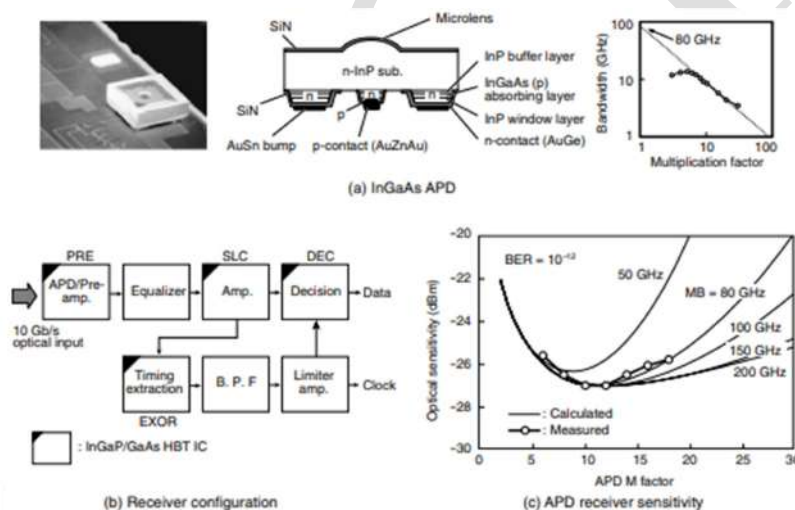 SiN
Microlens
n-InP sub.
InP buffer layer
InGaAs (p)
absorbing layer
InP window layer
n-contact (AuGe)
SiN
n
n
n
p
AuSn bump
p-contact (AuZnAu)
Bandwidth (GHz)
100
10
1
80 GHz
1
10
100
Multiplication factor
(a) InGaAs APD
PRE
SLC
DEC
APD/Pre-
amp.
Equalizer
Amp.
Decision
Data
10 Gb/s
optical input
Timing
extraction
B. P. F
Limiter
amp.
Clock
EXOR
: InGaP/GaAs HBT IC
(b) Receiver configuration
Optical sensitivity (dBm)
-20
-22
-24
-26
-28
-30
BER = 10⁻¹²
50 GHz
MB = 80 GHz
100 GHz
150 GHz
200 GHz
: Calculated
: Measured
0
5
10
15
20
25
30
APD M factor
(c) APD receiver sensitivity